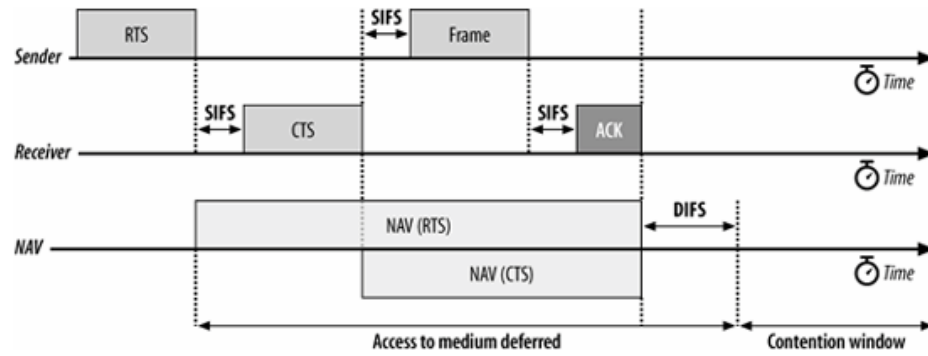 SIFS
RTS
Frame
Sender
Time
SIFS
SIFS
CTS
ACK
Receiver
Time
NAV (RTS)
DIFS
NAV
NAV (CTS)
Time
Access to medium deferred
Contention window